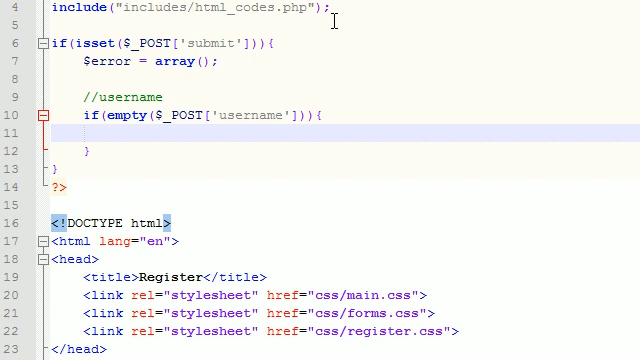 4 include("includes/html_codes.php");
5
6 if(isset($_POST['submit'])){
7 $error = array();
8
9 //username
10 if(empty($_POST['username'])){
11
12 }
13 }
14 ?>
15
16 <!DOCTYPE html>
17 <html lang="en">
18 <head>
19 <title>Register</title>
20 <link rel="stylesheet" href="css/main.css">
21 <link rel="stylesheet" href="css/forms.css">
22 <link rel="stylesheet" href="css/register.css">
23 </head>